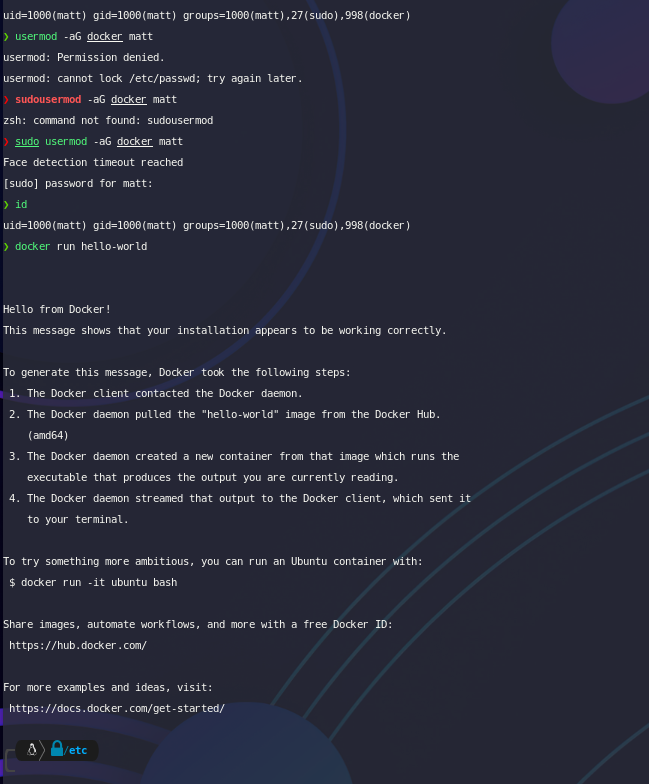 uid=1000(matt) gid=1000(matt) groups=1000(matt),27(sudo),998(docker)
❯ usermod -aG docker matt
usermod: Permission denied.
usermod: cannot lock /etc/passwd; try again later.
❯ sudousermod -aG docker matt
zsh: command not found: sudousermod
❯ sudo usermod -aG docker matt
Face detection timeout reached
[sudo] password for matt:
❯ id
uid=1000(matt) gid=1000(matt) groups=1000(matt),27(sudo),998(docker)
❯ docker run hello-world
Hello from Docker!
This message shows that your installation appears to be working correctly.
To generate this message, Docker took the following steps:
1. The Docker client contacted the Docker daemon.
2. The Docker daemon pulled the "hello-world" image from the Docker Hub.
(amd64)
3. The Docker daemon created a new container from that image which runs the
executable that produces the output you are currently reading.
4. The Docker daemon streamed that output to the Docker client, which sent it
to your terminal.
To try something more ambitious, you can run an Ubuntu container with:
$ docker run -it ubuntu bash
Share images, automate workflows, and more with a free Docker ID:
https://hub.docker.com/
For more examples and ideas, visit:
https://docs.docker.com/get-started/
/etc